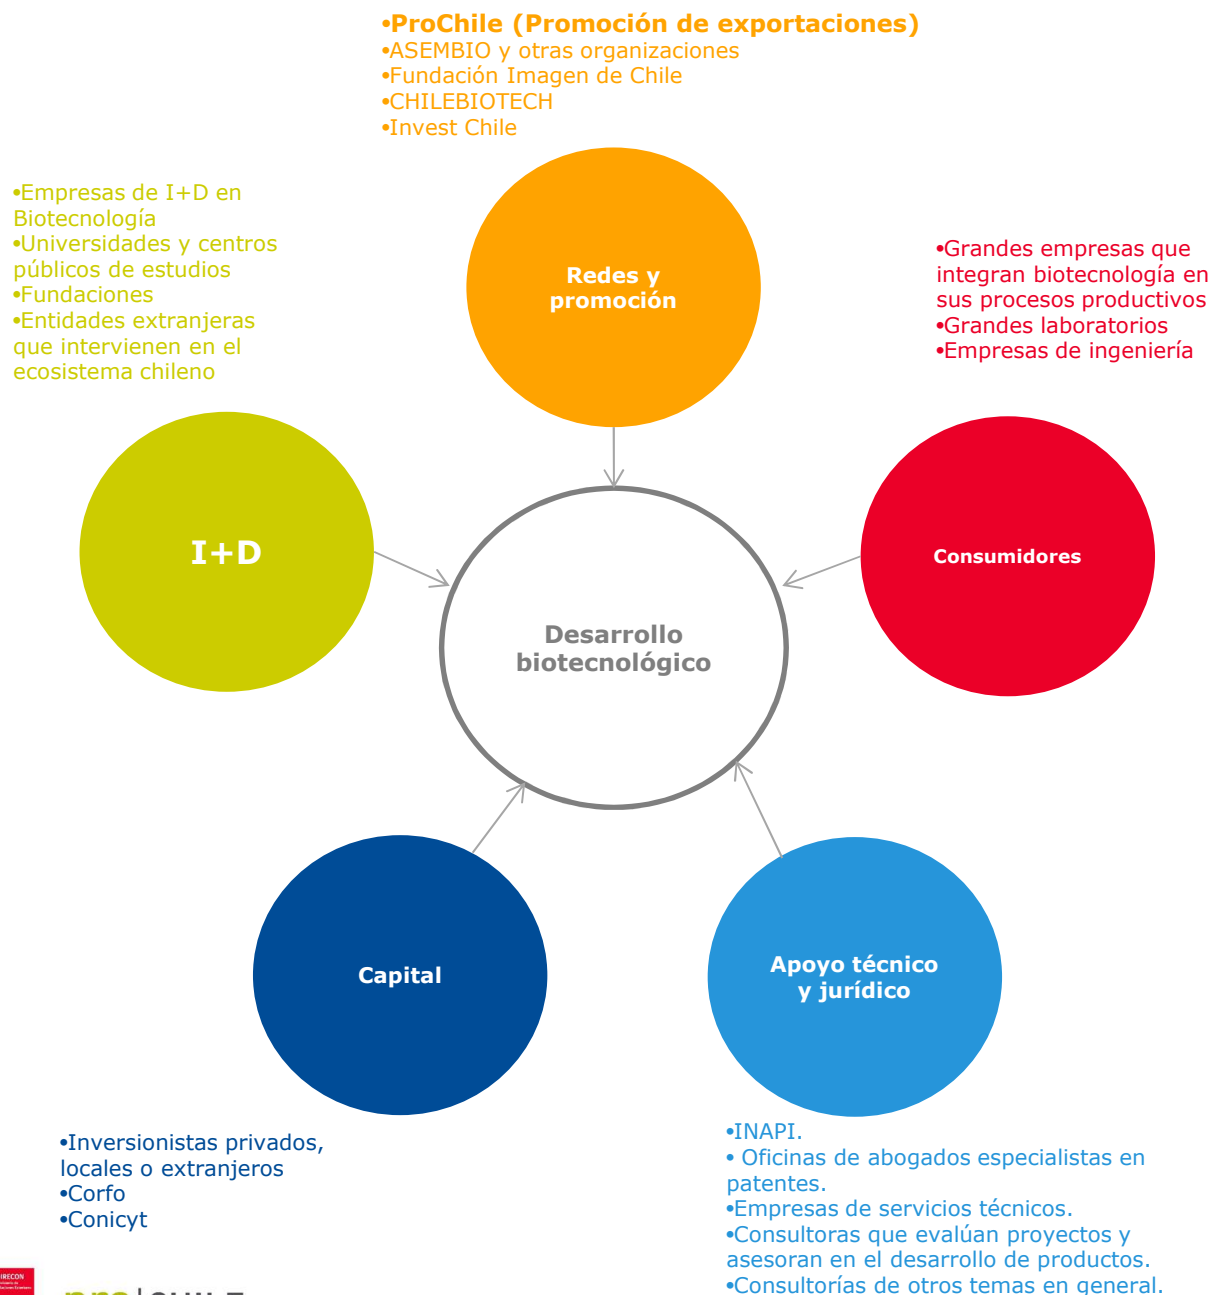 •ProChile (Promoción de exportaciones)
•ASEMBIO y otras organizaciones
•Fundación Imagen de Chile
•CHILEBIOTECH
•Invest Chile
•Empresas de I+D en
Biotecnología
•Universidades y centros
públicos de estudios
•Fundaciones
•Entidades extranjeras
que intervienen en el
ecosistema chileno
Redes y
promoción
•Grandes empresas que
integran biotecnología en
sus procesos productivos
•Grandes laboratorios
•Empresas de ingeniería
I+D
Consumidores
Desarrollo
biotecnológico
Capital
Apoyo técnico
y jurídico
•Inversionistas privados,
locales o extranjeros
•Corfo
•Conicyt
•INAPI.
• Oficinas de abogados especialistas en
patentes.
•Empresas de servicios técnicos.
•Consultoras que evalúan proyectos y
asesoran en el desarrollo de productos.
•Consultorías de otros temas en general.